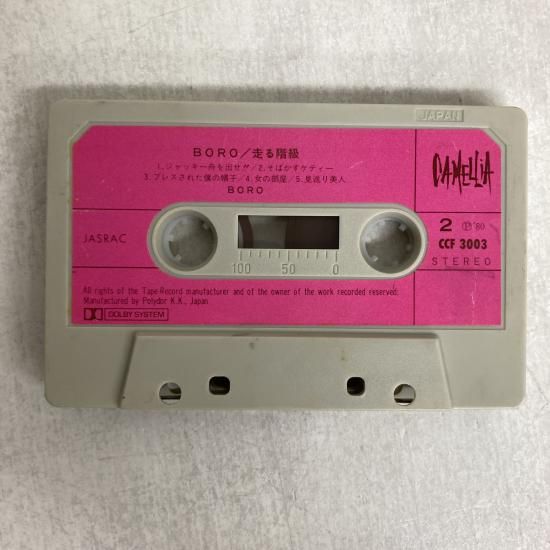 JAPAN
BORO/走る階級
1.ジャッキー舟を出せ/2.そばかすケティー
3.プレスされた僕の帽子/4.女の部屋/5.見返り美人
BORO
CAMELLiA
JASRAC
2 Ⓟ'80
CCF 3003
STEREO
100 50 0
All rights of the Tape-Record manufacturer and of the owner of the work recorded reserved.
Manufactured by Polydor K.K., Japan.
DOLBY SYSTEM